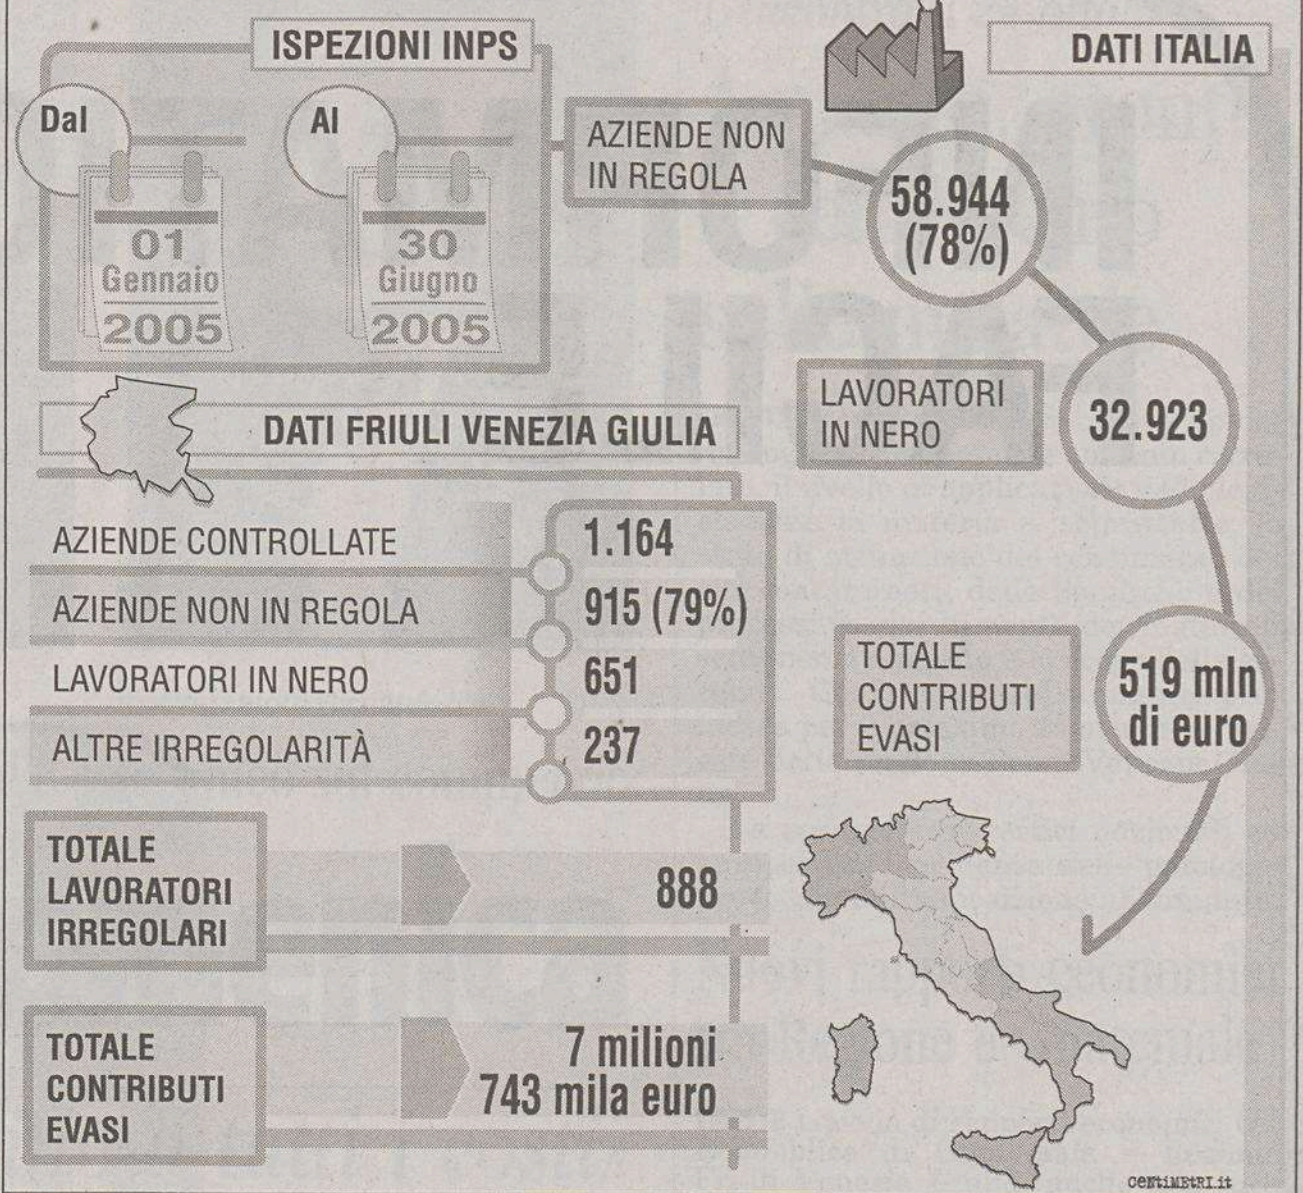 ISPEZIONI INPS
Dal
01
Gennaio
2005
Al
30
Giugno
2005
DATI ITALIA
AZIENDE NON
IN REGOLA
58.944
(78%)
LAVORATORI
IN NERO
32.923
TOTALE
CONTRIBUTI
EVASI
519 mln
di euro
DATI FRIULI VENEZIA GIULIA
AZIENDE CONTROLLATE 1.164
AZIENDE NON IN REGOLA 915 (79%)
LAVORATORI IN NERO 651
ALTRE IRREGOLARITÀ 237
TOTALE
LAVORATORI
IRREGOLARI
888
TOTALE
CONTRIBUTI
EVASI
7 milioni
743 mila euro
CENTIMETRI.it